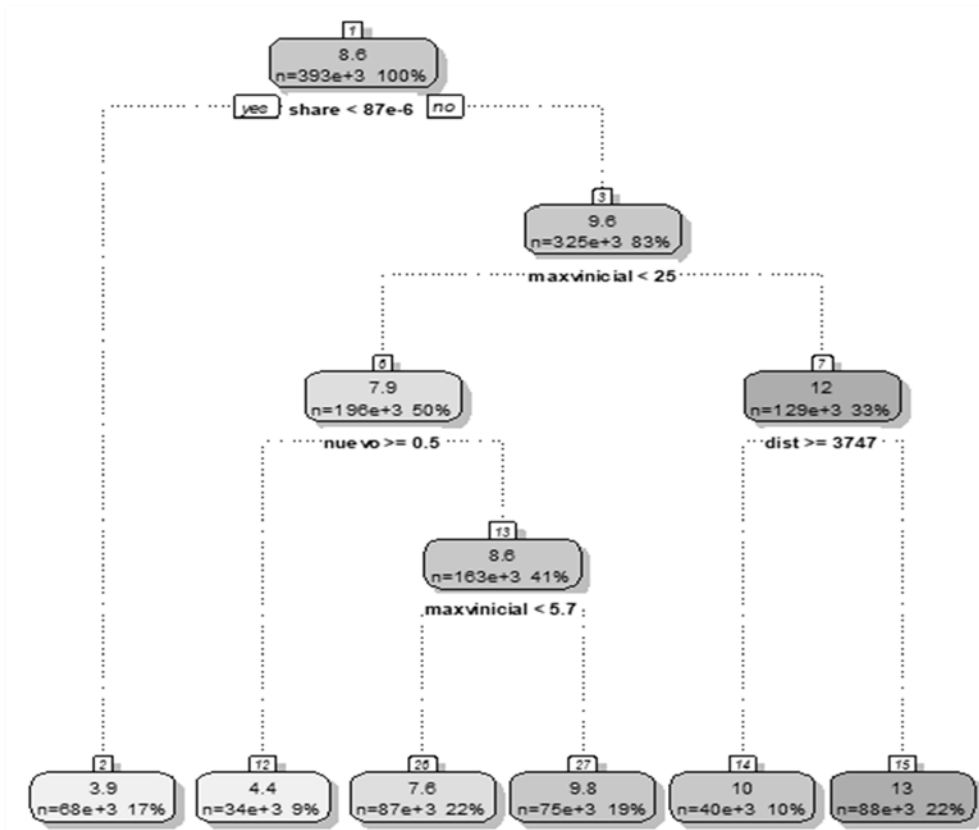 1
8.6
n=393e+3 100%
yes share < 87e-6 no
3
9.6
n=325e+3 83%
maxvinicial < 25
6 7
7.9 12
n=196e+3 50% n=129e+3 33%
nuevo >= 0.5 dist >= 3747
13
8.6
n=163e+3 41%
maxvinicial < 5.7
2 12 26 27 14 15
3.9 4.4 7.6 9.8 10 13
n=68e+3 17% n=34e+3 9% n=87e+3 22% n=75e+3 19% n=40e+3 10% n=88e+3 22%